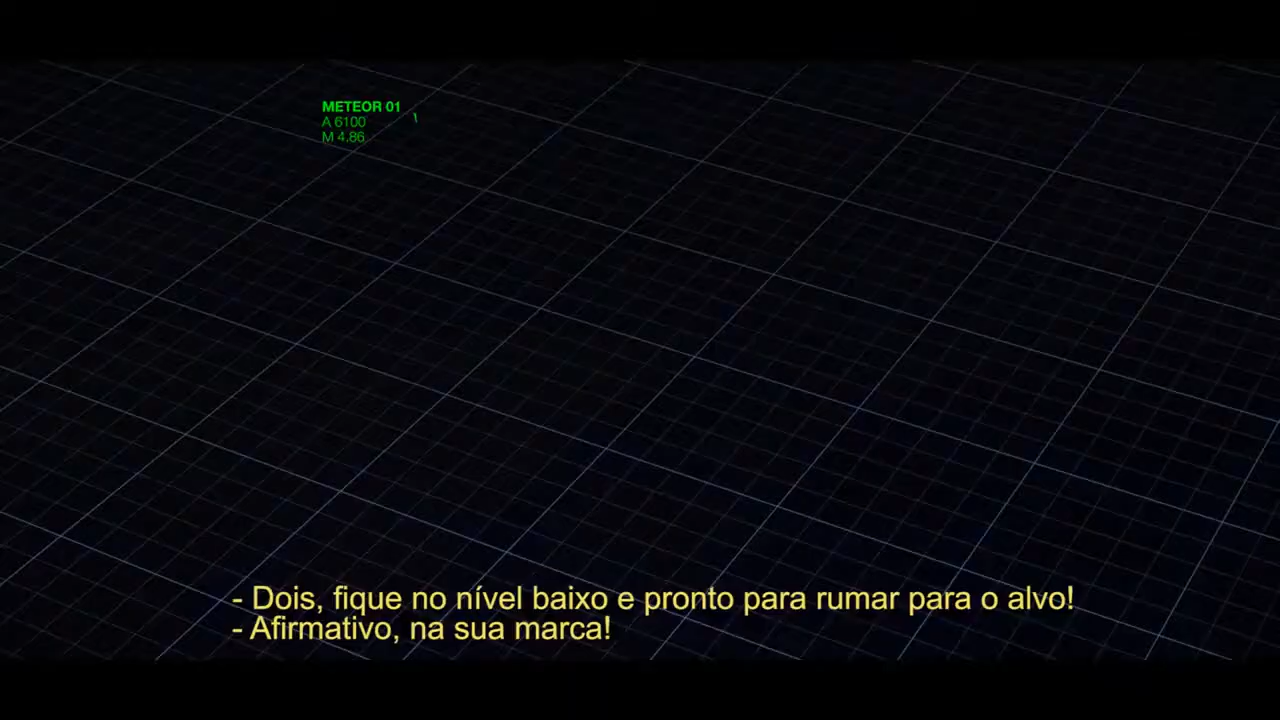 METEOR 01
A 6100
M 4.86
- Dois, fique no nível baixo e pronto para rumar para o alvo!
- Afirmativo, na sua marca!